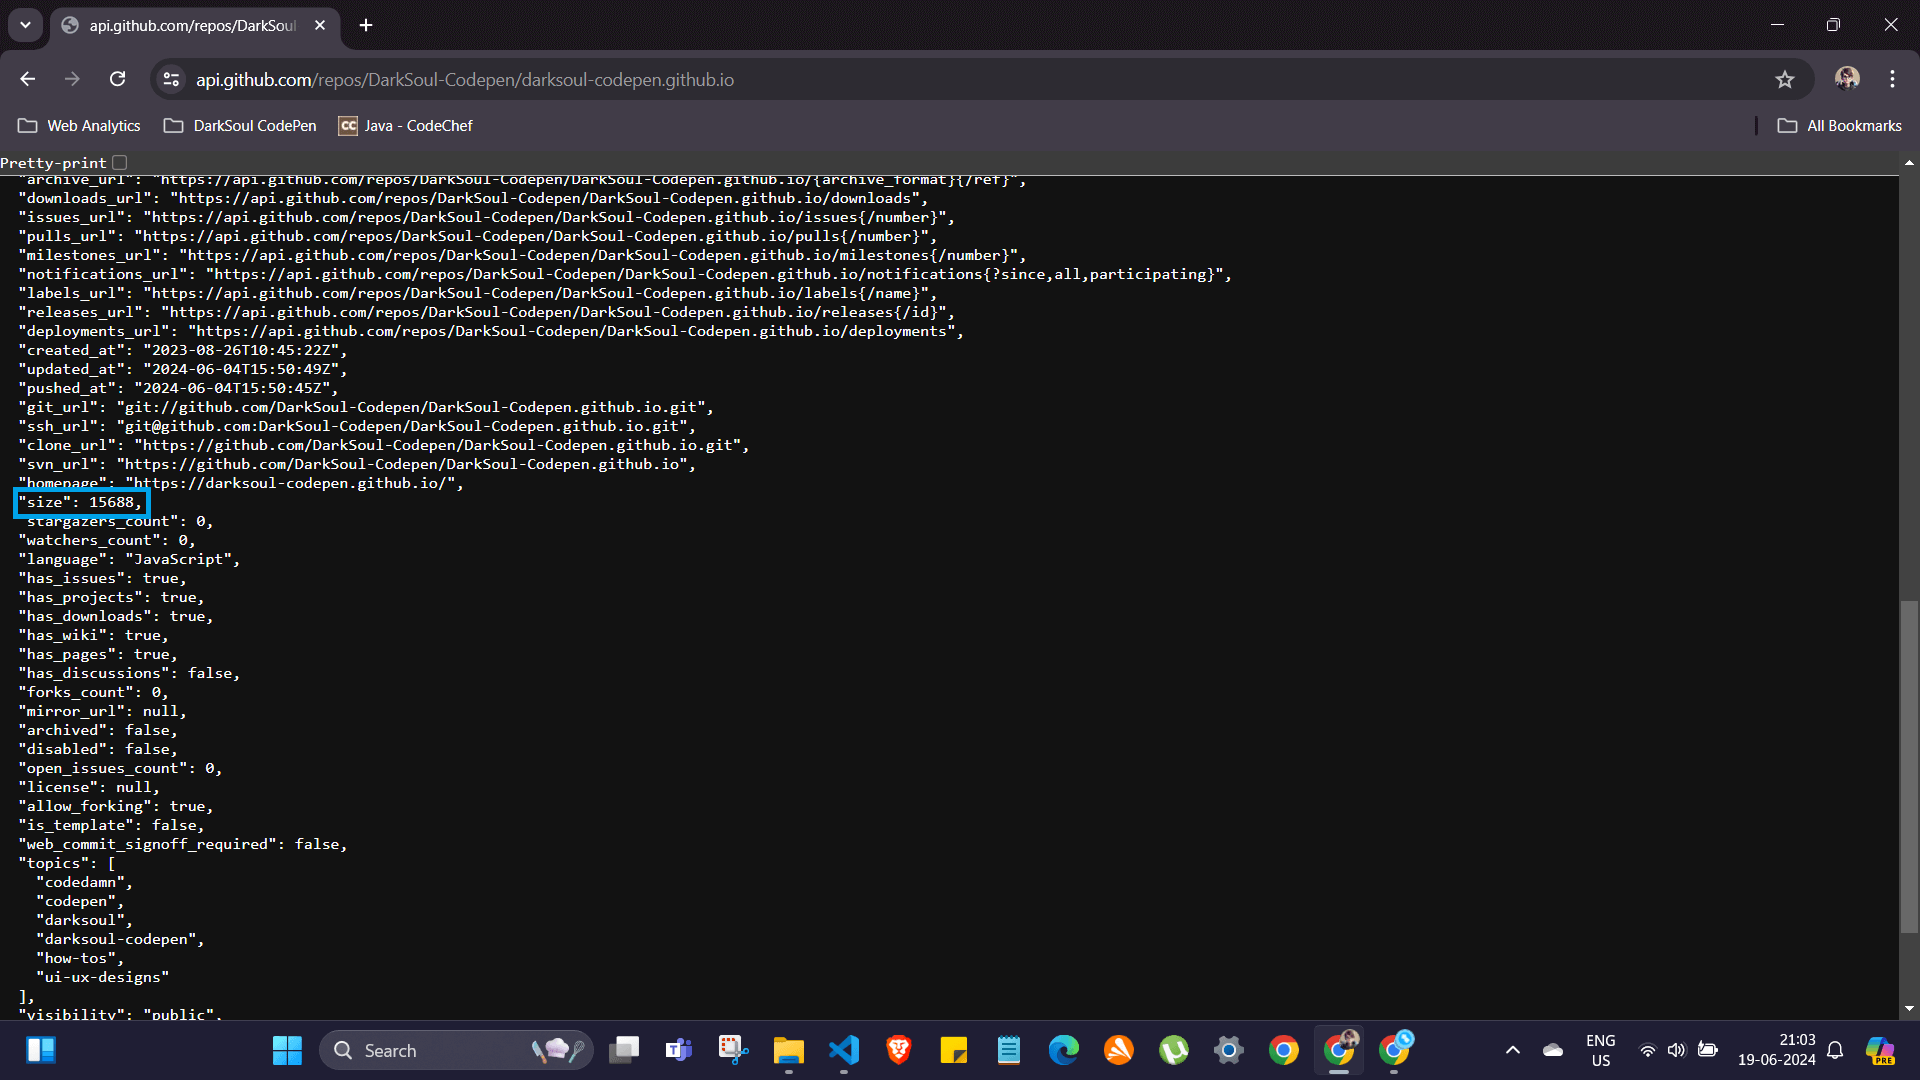 api.github.com/repos/DarkSoul
api.github.com/repos/DarkSoul-Codepen/darksoul-codepen.github.io
Web Analytics
DarkSoul CodePen
CC Java - CodeChef
All Bookmarks
Pretty-print
"archive_url": "https://api.github.com/repos/DarkSoul-Codepen/DarkSoul-Codepen.github.io/{archive_format}{/ref}",
"downloads_url": "https://api.github.com/repos/DarkSoul-Codepen/DarkSoul-Codepen.github.io/downloads",
"issues_url": "https://api.github.com/repos/DarkSoul-Codepen/DarkSoul-Codepen.github.io/issues{/number}",
"pulls_url": "https://api.github.com/repos/DarkSoul-Codepen/DarkSoul-Codepen.github.io/pulls{/number}",
"milestones_url": "https://api.github.com/repos/DarkSoul-Codepen/DarkSoul-Codepen.github.io/milestones{/number}",
"notifications_url": "https://api.github.com/repos/DarkSoul-Codepen/DarkSoul-Codepen.github.io/notifications{?since,all,participating}",
"labels_url": "https://api.github.com/repos/DarkSoul-Codepen/DarkSoul-Codepen.github.io/labels{/name}",
"releases_url": "https://api.github.com/repos/DarkSoul-Codepen/DarkSoul-Codepen.github.io/releases{/id}",
"deployments_url": "https://api.github.com/repos/DarkSoul-Codepen/DarkSoul-Codepen.github.io/deployments",
"created_at": "2023-08-26T10:45:22Z",
"updated_at": "2024-06-04T15:50:49Z",
"pushed_at": "2024-06-04T15:50:45Z",
"git_url": "git://github.com/DarkSoul-Codepen/DarkSoul-Codepen.github.io.git",
"ssh_url": "git@github.com:DarkSoul-Codepen/DarkSoul-Codepen.github.io.git",
"clone_url": "https://github.com/DarkSoul-Codepen/DarkSoul-Codepen.github.io.git",
"svn_url": "https://github.com/DarkSoul-Codepen/DarkSoul-Codepen.github.io",
"homepage": "https://darksoul-codepen.github.io/",
"size": 15688,
"stargazers_count": 0,
"watchers_count": 0,
"language": "JavaScript",
"has_issues": true,
"has_projects": true,
"has_downloads": true,
"has_wiki": true,
"has_pages": true,
"has_discussions": false,
"forks_count": 0,
"mirror_url": null,
"archived": false,
"disabled": false,
"open_issues_count": 0,
"license": null,
"allow_forking": true,
"is_template": false,
"web_commit_signoff_required": false,
"topics": [
"codedamn",
"codepen",
"darksoul",
"darksoul-codepen",
"how-tos",
"ui-ux-designs"
],
"visibility": "public",
Search
ENG
US
21:03
19-06-2024
PRE